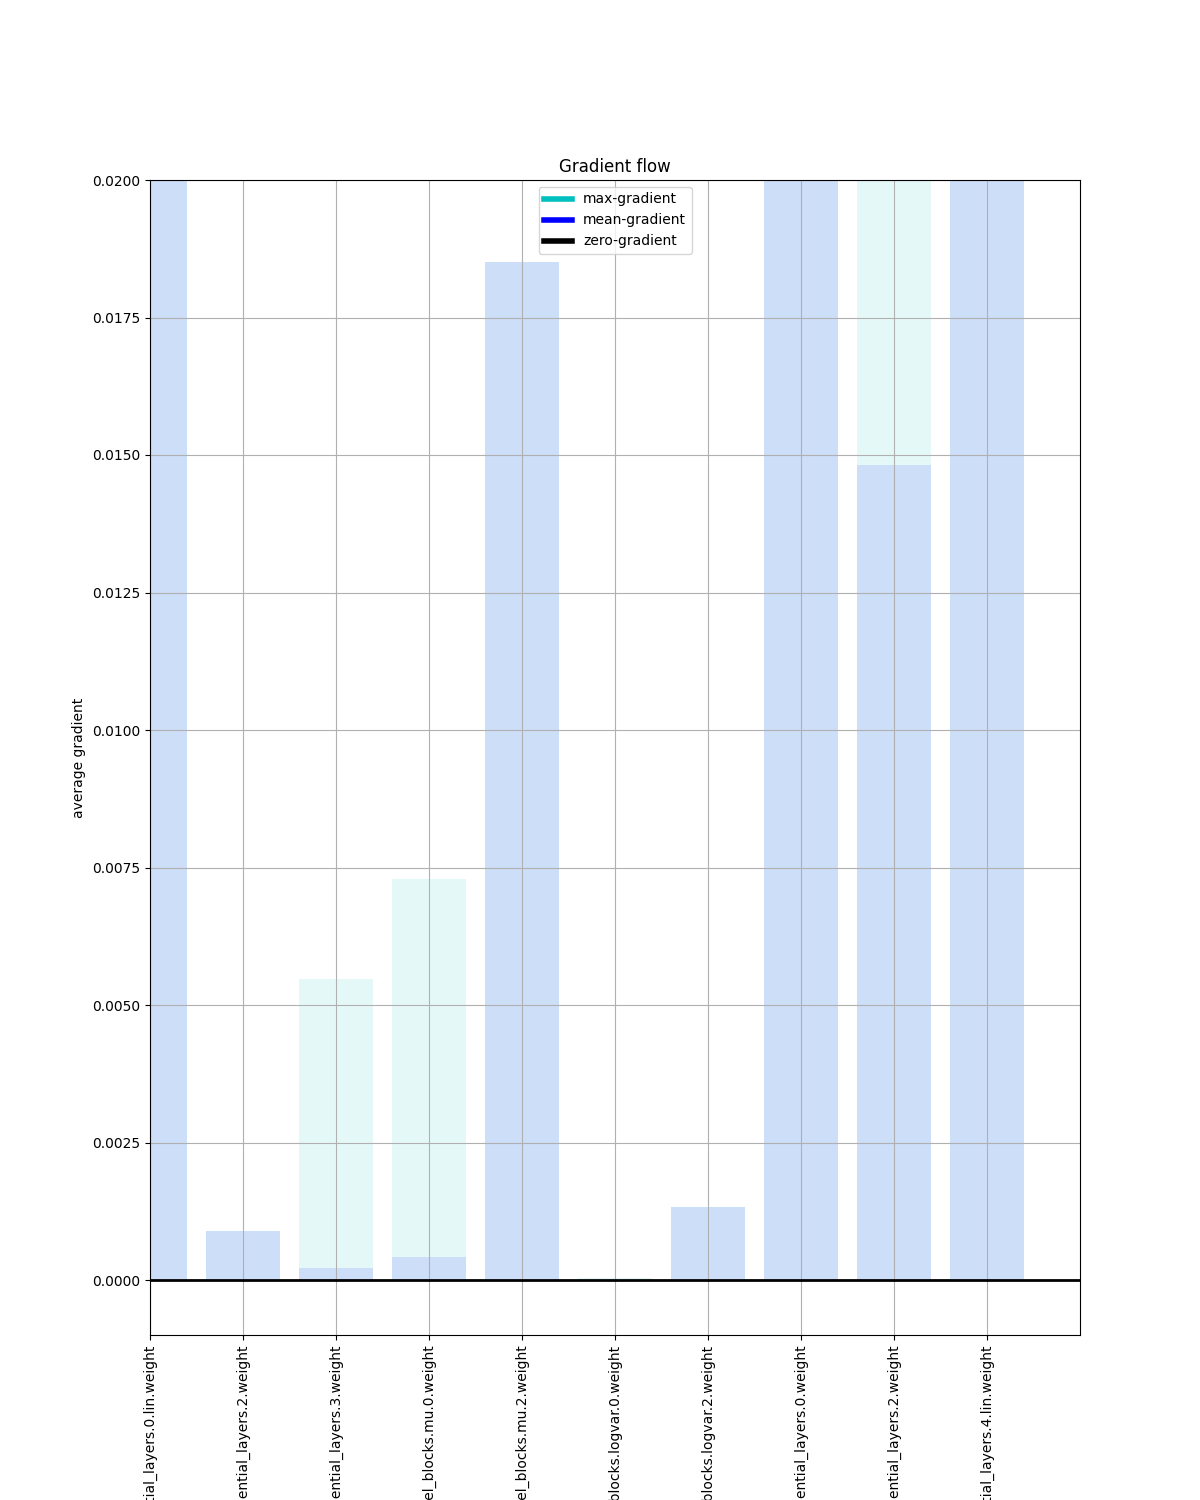 Gradient flow
max-gradient
mean-gradient
zero-gradient
0.0200
0.0175
0.0150
0.0125
0.0100
0.0075
0.0050
0.0025
0.0000
average gradient
tial_layers.0.lin.weight
ential_layers.2.weight
ential_layers.3.weight
el_blocks.mu.0.weight
el_blocks.mu.2.weight
blocks.logvar.0.weight
blocks.logvar.2.weight
ential_layers.0.weight
ential_layers.2.weight
tial_layers.4.lin.weight